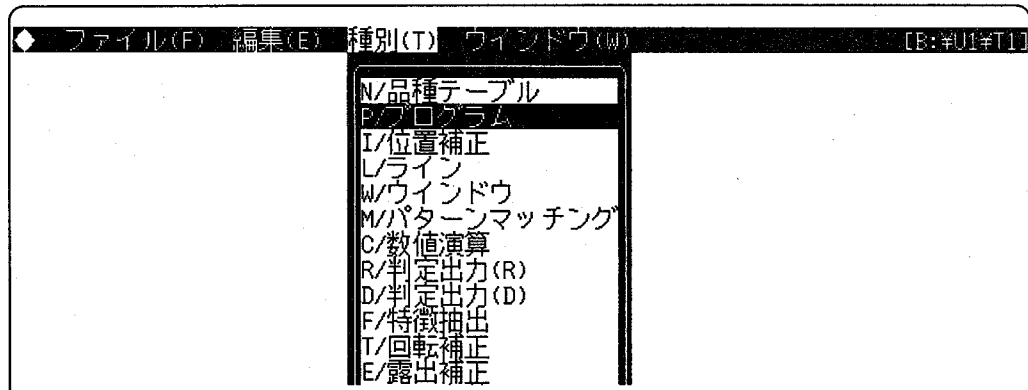 ◆ ファイル(F) 編集(E) 種別(T) ウインドウ(W) [B:¥U1¥T1]
N/品種テーブル
P/プログラム
I/位置補正
L/ライン
W/ウインドウ
M/パターンマッチング
C/数値演算
R/判定出力(R)
D/判定出力(D)
F/特徴抽出
T/回転補正
E/露出補正